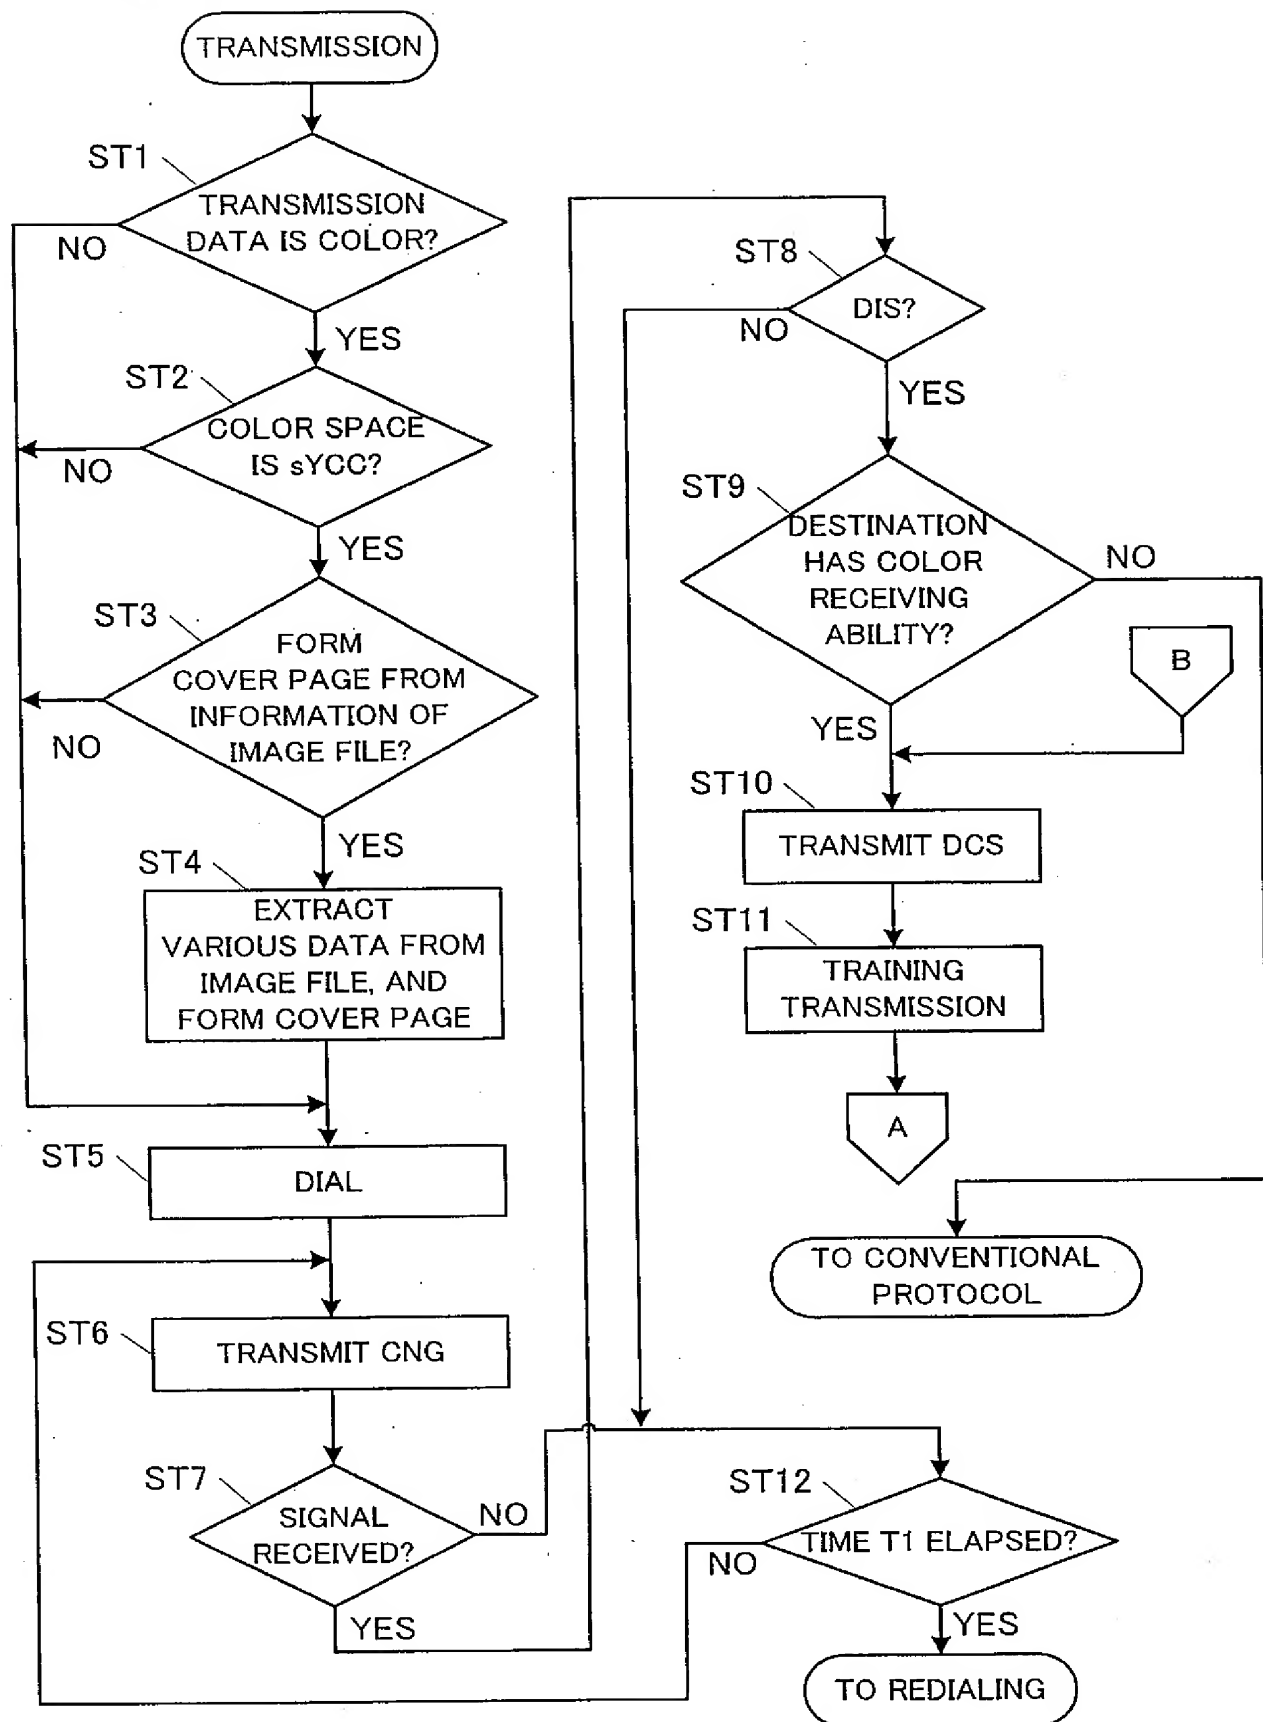 TRANSMISSION
ST1
TRANSMISSION
DATA IS COLOR?
NO
YES
ST2
COLOR SPACE
IS sYCC?
NO
YES
ST3
FORM
COVER PAGE FROM
INFORMATION OF
IMAGE FILE?
NO
YES
ST4
EXTRACT
VARIOUS DATA FROM
IMAGE FILE, AND
FORM COVER PAGE
ST5
DIAL
ST6
TRANSMIT CNG
ST7
SIGNAL
RECEIVED?
NO
YES
ST8
DIS?
NO
YES
ST9
DESTINATION
HAS COLOR
RECEIVING
ABILITY?
NO
YES
B
ST10
TRANSMIT DCS
ST11
TRAINING
TRANSMISSION
A
TO CONVENTIONAL
PROTOCOL
ST12
TIME T1 ELAPSED?
NO
YES
TO REDIALING